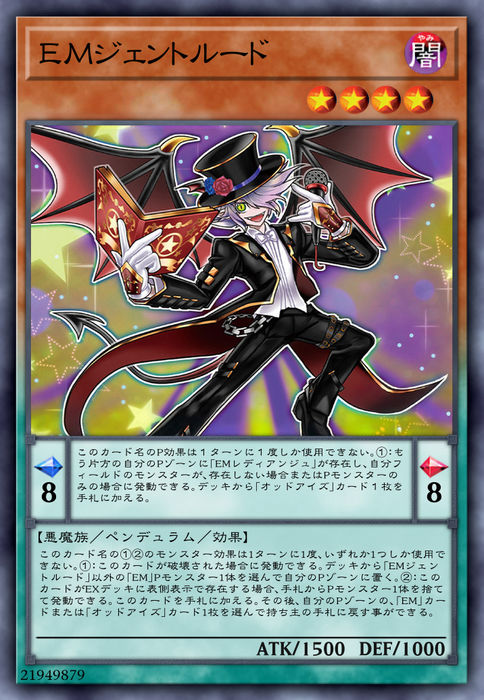 EMジェントルード
やみ
闇
このカード名のP効果は1ターンに1度しか使用できない。①:も
う片方の自分のPゾーンに「EMレディアンジュ」が存在し、自分フ
ィールドのモンスターが、存在しない場合またはPモンスターの
みの場合に発動できる。デッキから「オッドアイズ」カード1枚を
手札に加える。
8
8
【悪魔族/ペンデュラム/効果】
このカード名の①②のモンスター効果は1ターンに1度、いずれか1つしか使用で
きない。①:このカードが破壊された場合に発動できる。デッキから「EMジェン
トルード」以外の「EM」Pモンスター1体を選んで自分のPゾーンに置く。②:この
カードがEXデッキに表側表示で存在する場合、手札からPモンスター1体を捨て
て発動できる。このカードを手札に加える。その後、自分のPゾーンの、「EM」カー
ドまたは「オッドアイズ」カード1枚を選んで持ち主の手札に戻す事ができる。
ATK/1500 DEF/1000
21949879